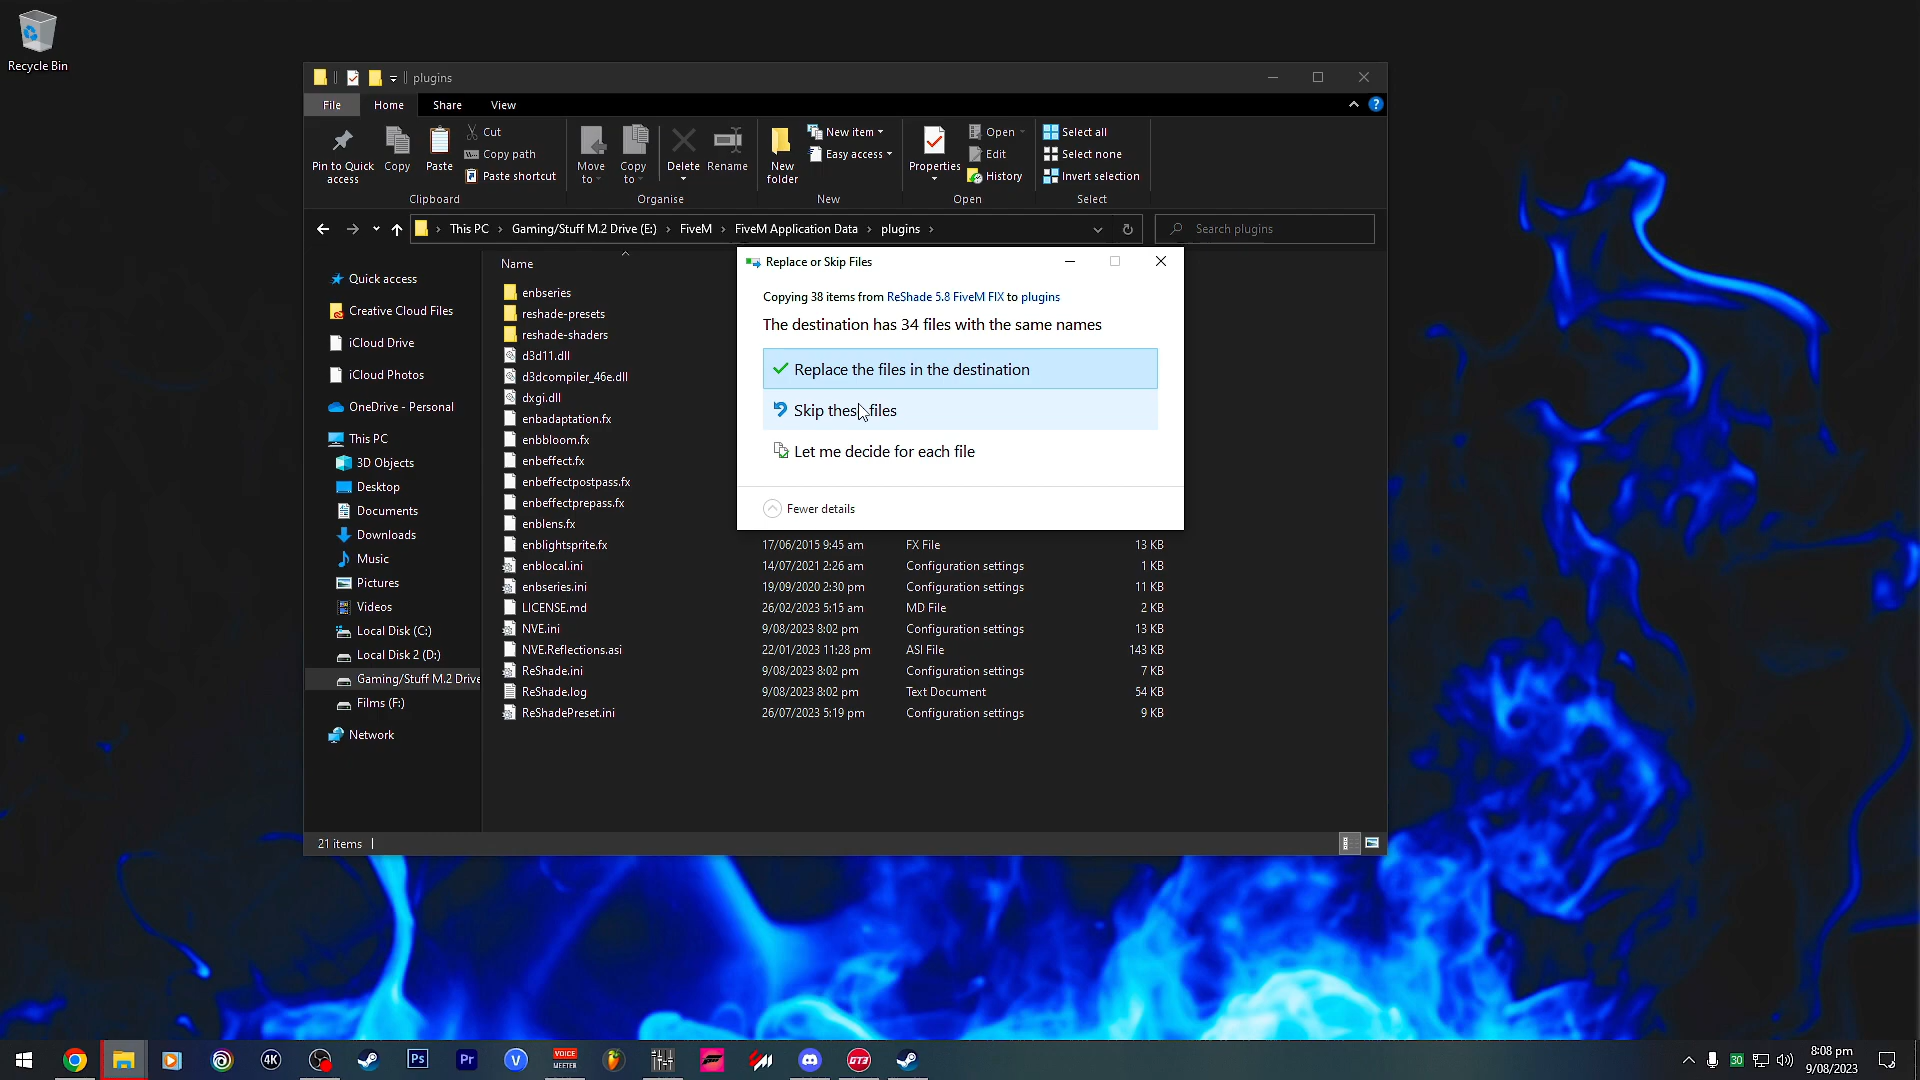 Recycle Bin
plugins
File
Home
Share
View
Pin to Quick access
Copy
Paste
Cut
Copy path
Paste shortcut
Move to
Copy to
Delete
Rename
New folder
New item
Easy access
Properties
Open
Edit
History
Select all
Select none
Invert selection
Clipboard
Organise
New
Open
Select
This PC
Gaming/Stuff M.2 Drive (E:)
FiveM
FiveM Application Data
plugins
Search plugins
Quick access
Creative Cloud Files
iCloud Drive
iCloud Photos
OneDrive - Personal
This PC
3D Objects
Desktop
Documents
Downloads
Music
Pictures
Videos
Local Disk (C:)
Local Disk 2 (D:)
Gaming/Stuff M.2 Drive
Films (F:)
Network
Name
enbseries
reshade-presets
reshade-shaders
d3d11.dll
d3dcompiler_46e.dll
dxgi.dll
enbadaptation.fx
enbbloom.fx
enbeffect.fx
enbeffectpostpass.fx
enbeffectprepass.fx
enblens.fx
enblightsprite.fx 17/06/2015 9:45 am FX File 13 KB
enblocal.ini 14/07/2021 2:26 am Configuration settings 1 KB
enbseries.ini 19/09/2020 2:30 pm Configuration settings 11 KB
LICENSE.md 26/02/2023 5:15 am MD File 2 KB
NVE.ini 9/08/2023 8:02 pm Configuration settings 13 KB
NVE.Reflections.asi 22/01/2023 11:28 pm ASI File 143 KB
ReShade.ini 9/08/2023 8:02 pm Configuration settings 7 KB
ReShade.log 9/08/2023 8:02 pm Text Document 54 KB
ReShadePreset.ini 26/07/2023 5:19 pm Configuration settings 9 KB
Replace or Skip Files
Copying 38 items from ReShade 5.8 FiveM FIX to plugins
The destination has 34 files with the same names
Replace the files in the destination
Skip these files
Let me decide for each file
Fewer details
21 items
4K
Ps
Pr
V
VOICE
MEETER
GT3
30
8:08 pm
9/08/2023